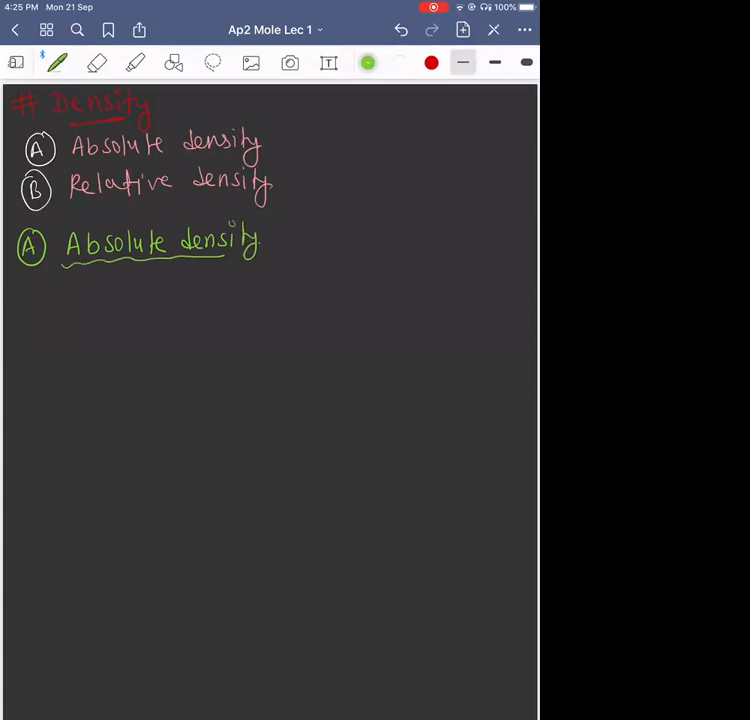 4:25 PM Mon 21 Sep 100%
Ap2 Mole Lec 1
T
# Density
A Absolute density
B Relative density
A Absolute density